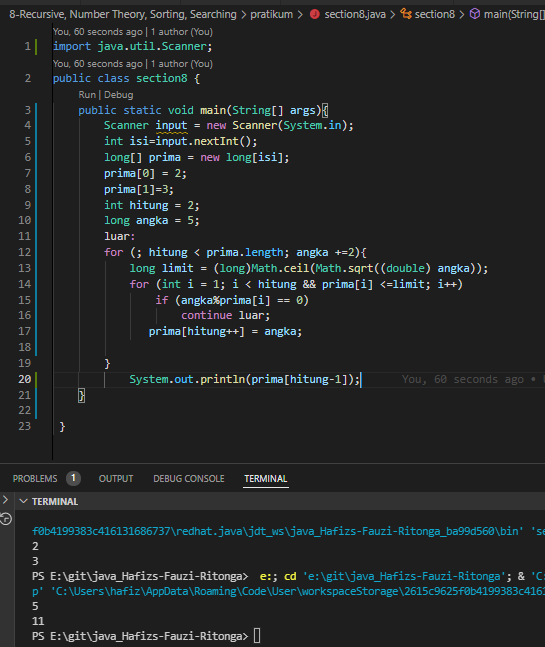 8-Recursive, Number Theory, Sorting, Searching > pratikum > section8.java > section8 > main(String[]
You, 60 seconds ago | 1 author (You)
1 import java.util.Scanner;
You, 60 seconds ago | 1 author (You)
2 public class section8 {
Run | Debug
3 public static void main(String[] args){
4 Scanner input = new Scanner(System.in);
5 int isi=input.nextInt();
6 long[] prima = new long[isi];
7 prima[0] = 2;
8 prima[1]=3;
9 int hitung = 2;
10 long angka = 5;
11 luar:
12 for (; hitung < prima.length; angka +=2){
13 long limit = (long)Math.ceil(Math.sqrt((double) angka));
14 for (int i = 1; i < hitung && prima[i] <=limit; i++)
15 if (angka%prima[i] == 0)
16 continue luar;
17 prima[hitung++] = angka;
18
19 }
20 System.out.println(prima[hitung-1]); You, 60 seconds ago •
21 }
22
23 }
PROBLEMS 1 OUTPUT DEBUG CONSOLE TERMINAL
TERMINAL
f0b4199383c416131686737\redhat.java\jdt_ws\java_Hafizs-Fauzi-Ritonga_ba99d560\bin' 'se
2
3
PS E:\git\java_Hafizs-Fauzi-Ritonga> e:; cd 'e:\git\java_Hafizs-Fauzi-Ritonga'; & 'C:
p' 'C:\Users\hafiz\AppData\Roaming\Code\User\workspaceStorage\2615c9625f0b4199383c4161
5
11
PS E:\git\java_Hafizs-Fauzi-Ritonga>